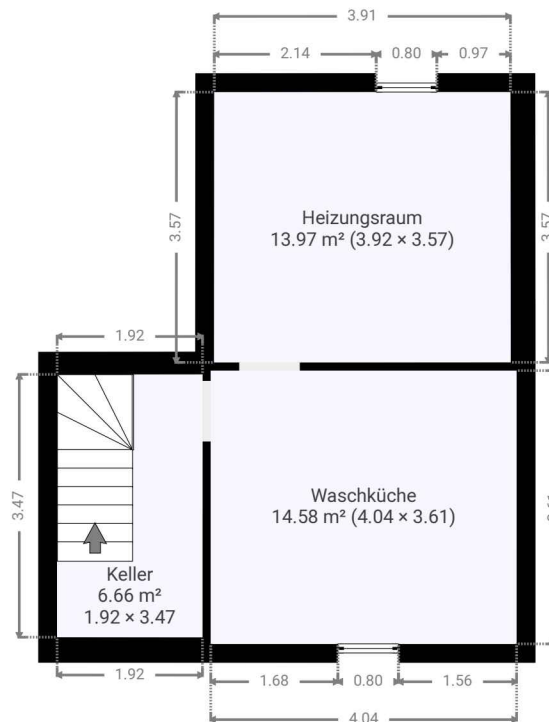 3.91
2.14
0.80
0.97
3.57
3.57
Heizungsraum
13.97 m² (3.92 × 3.57)
1.92
3.47
Waschküche
14.58 m² (4.04 × 3.61)
Keller
6.66 m²
1.92 × 3.47
1.92
1.68
0.80
1.56
4.04